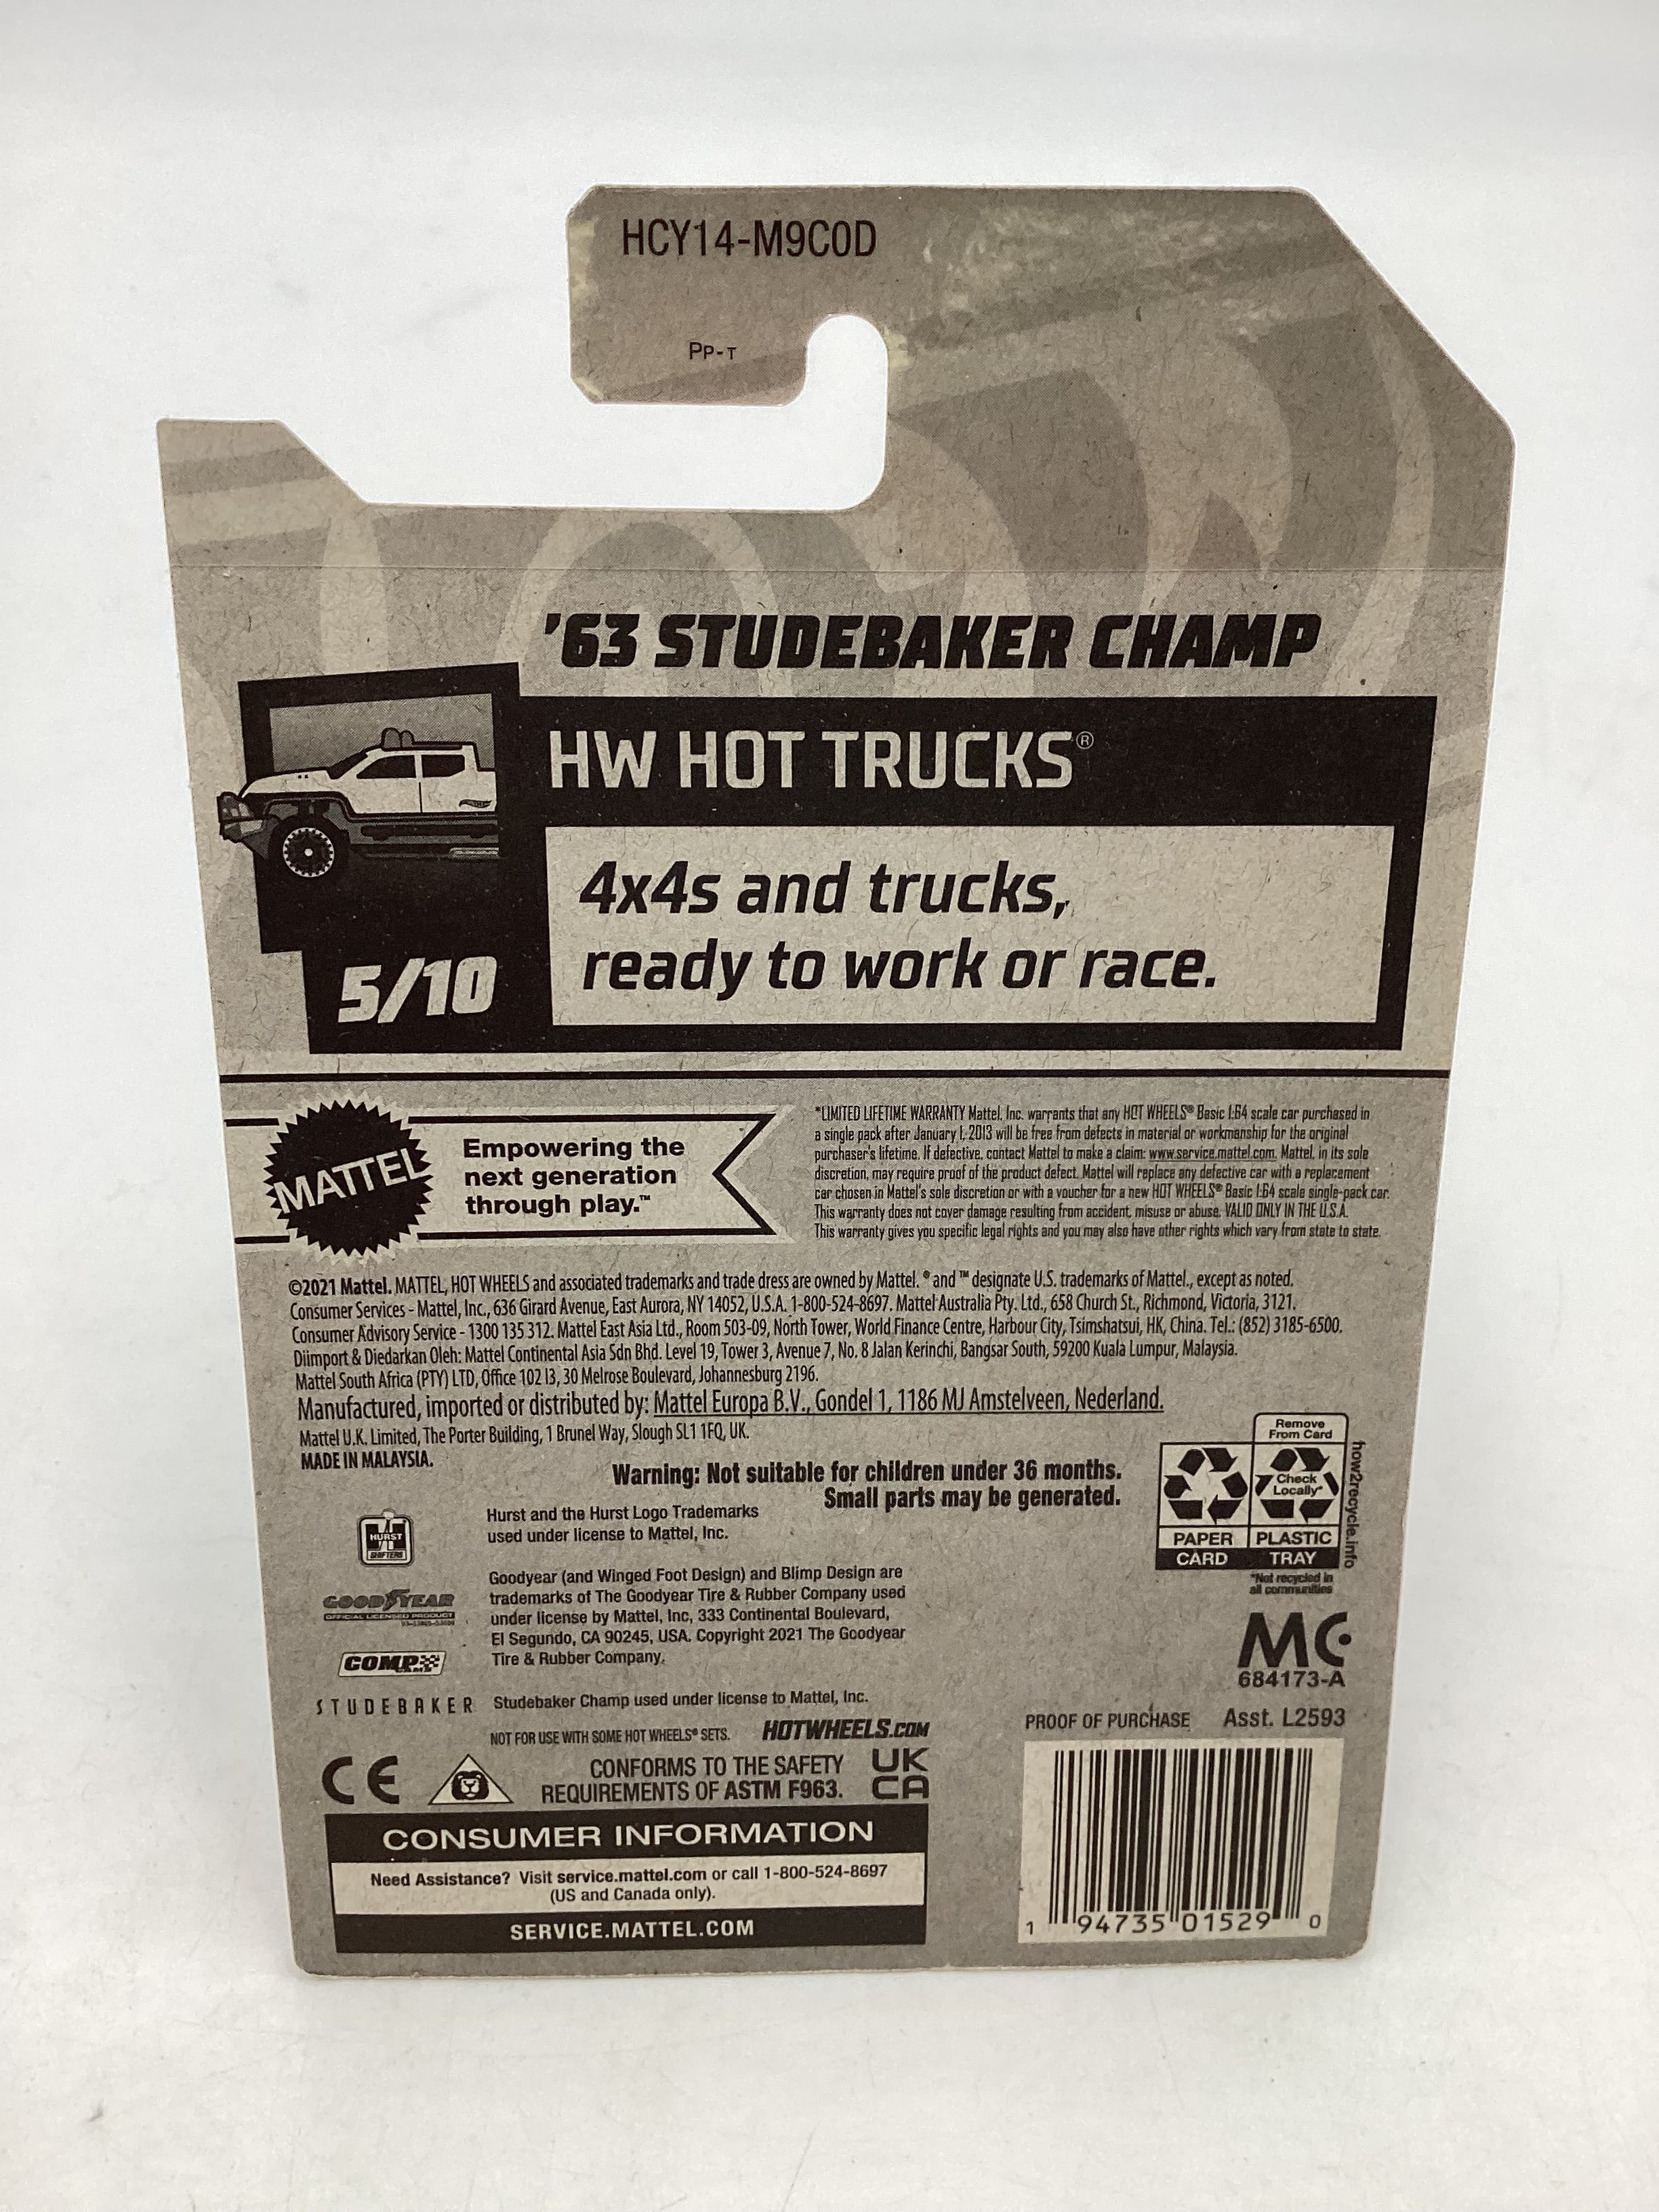 HCY14-M9C0D
PP-T
'63 STUDEBAKER CHAMP
HW HOT TRUCKS®
4x4s and trucks,
ready to work or race.
5/10
MATTEL
Empowering the
next generation
through play.™
*LIMITED LIFETIME WARRANTY Mattel, Inc. warrants that any HOT WHEELS® Basic 1:64 scale car purchased in
a single pack after January 1, 2013 will be free from defects in material or workmanship for the original
purchaser's lifetime. If defective, contact Mattel to make a claim: www.service.mattel.com. Mattel, in its sole
discretion, may require proof of the product defect. Mattel will replace any defective car with a replacement
car chosen in Mattel's sole discretion or with a voucher for a new HOT WHEELS® Basic 1:64 scale single-pack car.
This warranty does not cover damage resulting from accident, misuse or abuse. VALID ONLY IN THE U.S.A.
This warranty gives you specific legal rights and you may also have other rights which vary from state to state.
©2021 Mattel. MATTEL, HOT WHEELS and associated trademarks and trade dress are owned by Mattel. ® and ™ designate U.S. trademarks of Mattel., except as noted.
Consumer Services - Mattel, Inc., 636 Girard Avenue, East Aurora, NY 14052, U.S.A. 1-800-524-8697. Mattel Australia Pty. Ltd., 658 Church St., Richmond, Victoria, 3121.
Consumer Advisory Service - 1300 135 312. Mattel East Asia Ltd., Room 503-09, North Tower, World Finance Centre, Harbour City, Tsimshatsui, HK, China. Tel.: (852) 3185-6500.
Diimport & Diedarkan Oleh: Mattel Continental Asia Sdn Bhd. Level 19, Tower 3, Avenue 7, No. 8 Jalan Kerinchi, Bangsar South, 59200 Kuala Lumpur, Malaysia.
Mattel South Africa (PTY) LTD, Office 102 I3, 30 Melrose Boulevard, Johannesburg 2196.
Manufactured, imported or distributed by: Mattel Europa B.V., Gondel 1, 1186 MJ Amstelveen, Nederland.
Mattel U.K. Limited, The Porter Building, 1 Brunel Way, Slough SL1 1FQ, UK.
MADE IN MALAYSIA.
Warning: Not suitable for children under 36 months.
Small parts may be generated.
Remove
From Card
Check
Locally*
PAPER
PLASTIC
CARD
TRAY
how2recycle.info
*Not recycled in
all communities
HURST
SHIFTERS
Hurst and the Hurst Logo Trademarks
used under license to Mattel, Inc.
GOODYEAR
OFFICIAL LICENSED PRODUCT
Goodyear (and Winged Foot Design) and Blimp Design are
trademarks of The Goodyear Tire & Rubber Company used
under license by Mattel, Inc, 333 Continental Boulevard,
El Segundo, CA 90245, USA. Copyright 2021 The Goodyear
Tire & Rubber Company.
COMP
CAMS
STUDEBAKER
Studebaker Champ used under license to Mattel, Inc.
MC
684173-A
NOT FOR USE WITH SOME HOT WHEELS® SETS.
HOTWHEELS.COM
PROOF OF PURCHASE Asst. L2593
CE
CONFORMS TO THE SAFETY
REQUIREMENTS OF ASTM F963.
UK
CA
CONSUMER INFORMATION
Need Assistance? Visit service.mattel.com or call 1-800-524-8697
(US and Canada only).
SERVICE.MATTEL.COM
1 94735 01529 0